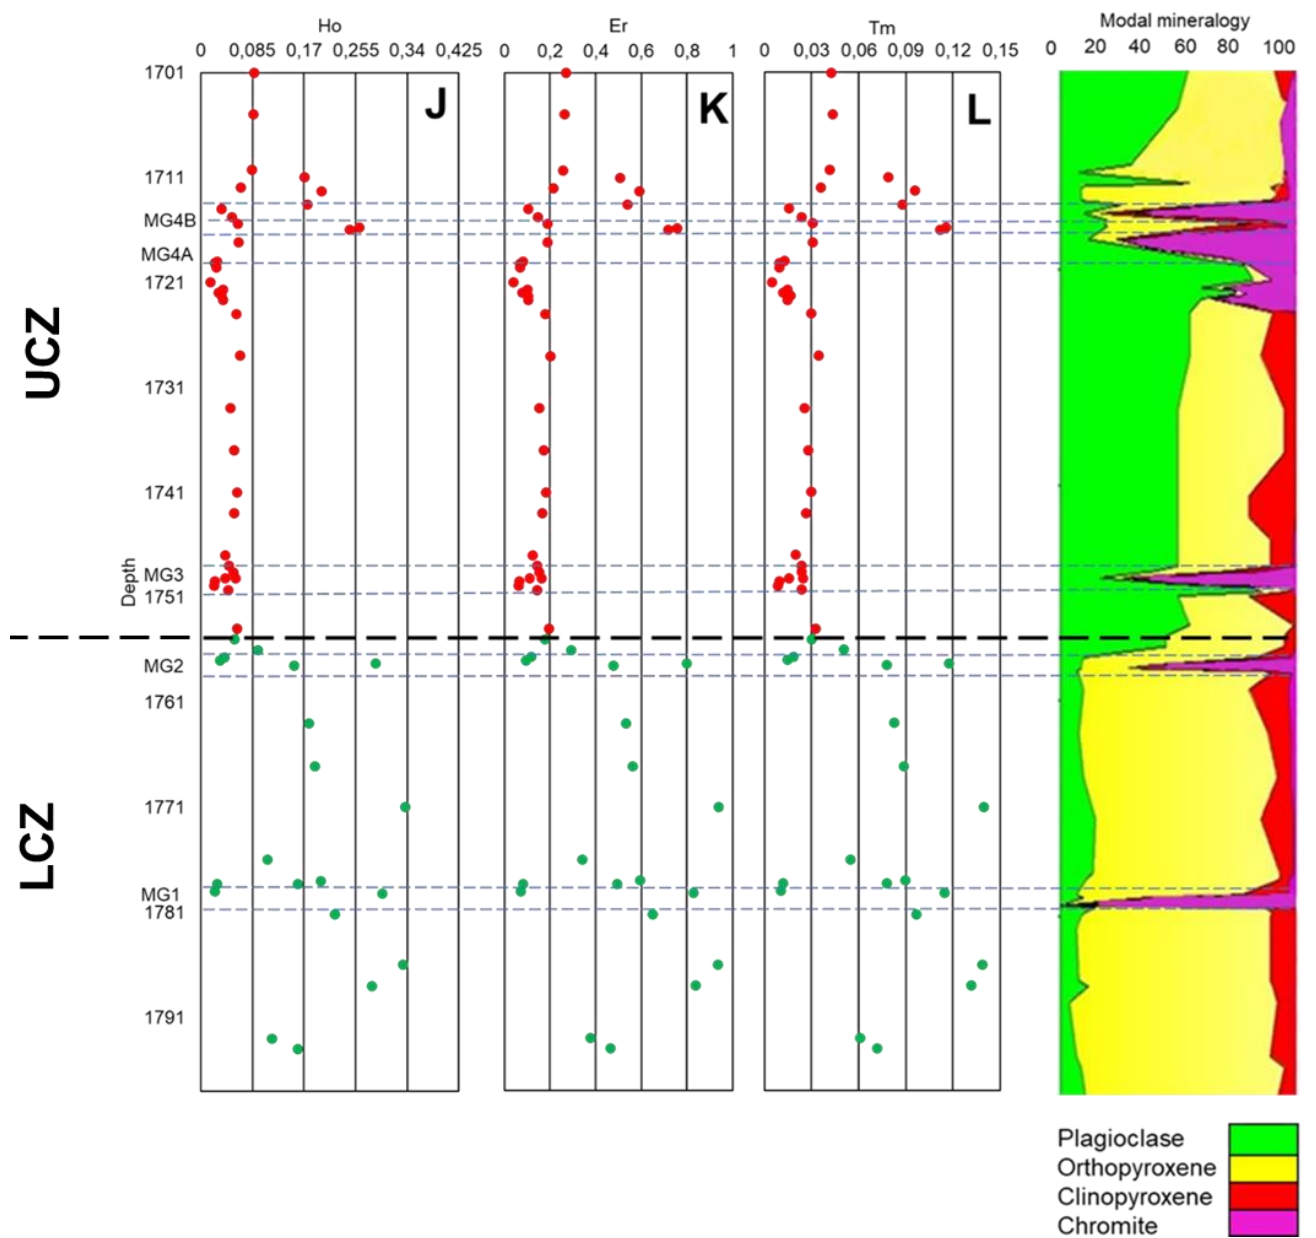 Ho
Er
Tm
Modal mineralogy
0 0,085 0,17 0,255 0,34 0,425
0 0,2 0,4 0,6 0,8 1
0 0,03 0,06 0,09 0,12 0,15
0 20 40 60 80 100
1701
J
K
L
1711
MG4B
MG4A
1721
UCZ
1731
1741
Depth
MG3
1751
MG2
1761
1771
LCZ
MG1
1781
1791
Plagioclase
Orthopyroxene
Clinopyroxene
Chromite